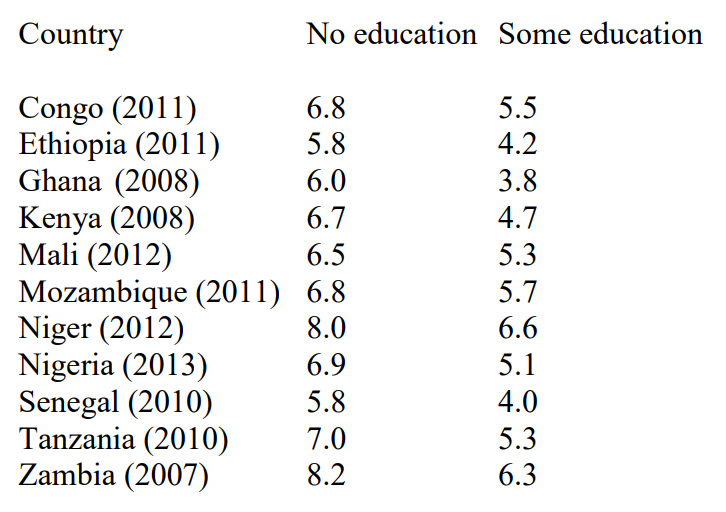 Country No education Some education
Congo (2011) 6.8 5.5
Ethiopia (2011) 5.8 4.2
Ghana (2008) 6.0 3.8
Kenya (2008) 6.7 4.7
Mali (2012) 6.5 5.3
Mozambique (2011) 6.8 5.7
Niger (2012) 8.0 6.6
Nigeria (2013) 6.9 5.1
Senegal (2010) 5.8 4.0
Tanzania (2010) 7.0 5.3
Zambia (2007) 8.2 6.3